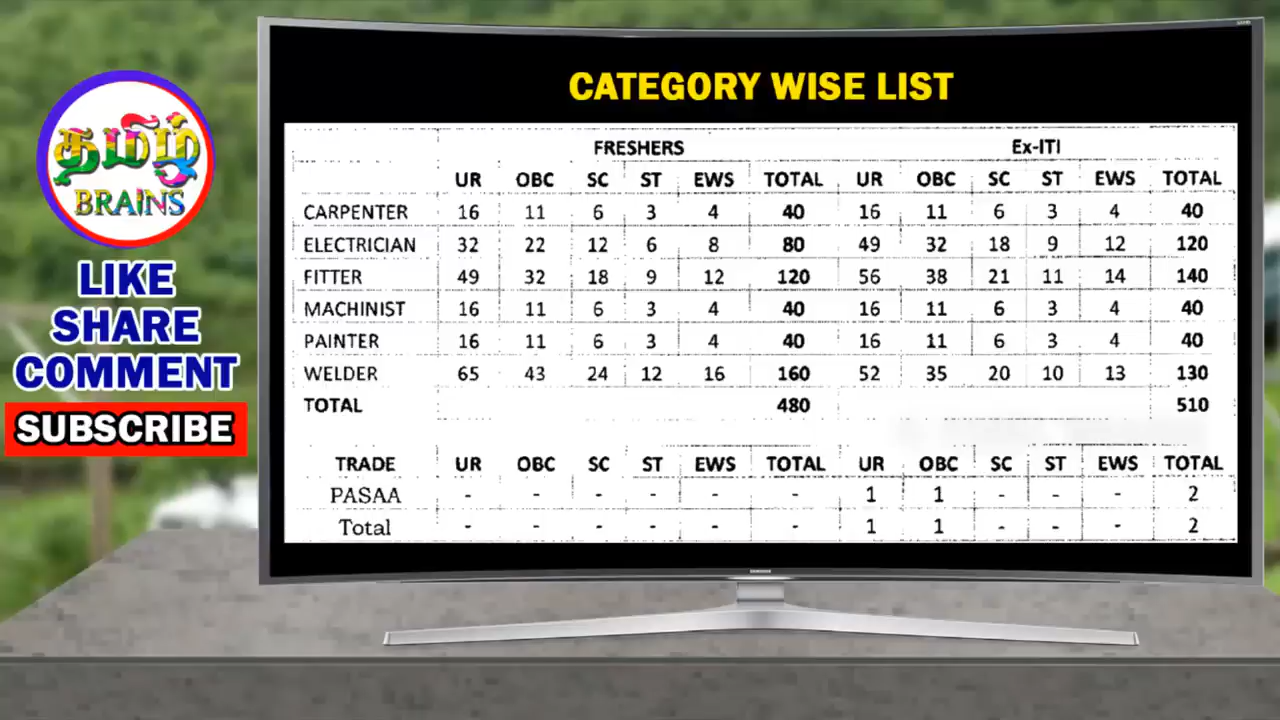 தமிழ்
BRAINS
LIKE
SHARE
COMMENT
SUBSCRIBE
CATEGORY WISE LIST
FRESHERS Ex-ITI
UR OBC SC ST EWS TOTAL UR OBC SC ST EWS TOTAL
CARPENTER 16 11 6 3 4 40 16 11 6 3 4 40
ELECTRICIAN 32 22 12 6 8 80 49 32 18 9 12 120
FITTER 49 32 18 9 12 120 56 38 21 11 14 140
MACHINIST 16 11 6 3 4 40 16 11 6 3 4 40
PAINTER 16 11 6 3 4 40 16 11 6 3 4 40
WELDER 65 43 24 12 16 160 52 35 20 10 13 130
TOTAL 480 510
TRADE UR OBC SC ST EWS TOTAL UR OBC SC ST EWS TOTAL
PASAA - - - - - - 1 1 - - - 2
Total - - - - - - 1 1 - - - 2